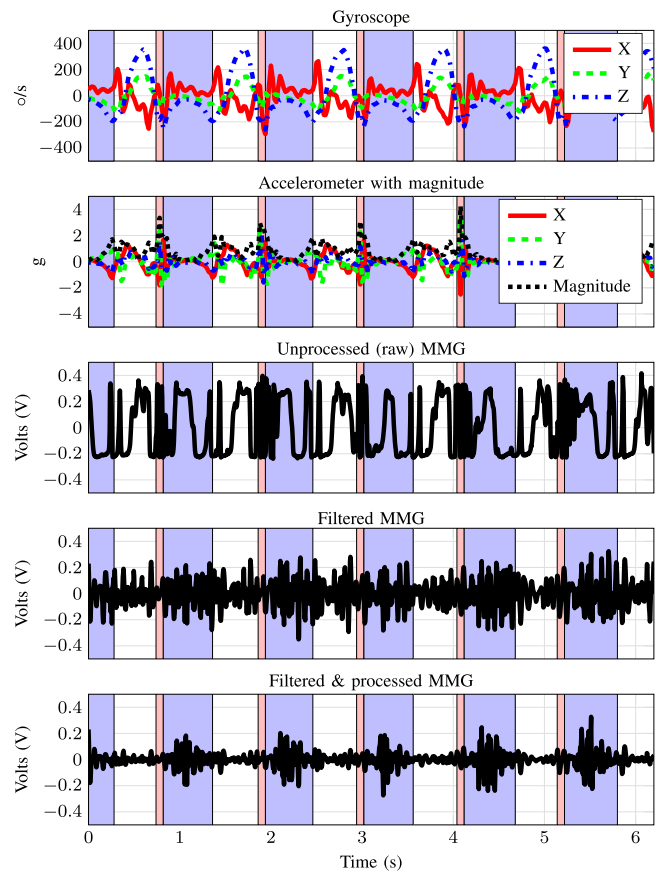 Gyroscope
400
200
0
−200
−400
○/s
X
Y
Z
Accelerometer with magnitude
4
2
0
−2
−4
g
X
Y
Z
Magnitude
Unprocessed (raw) MMG
0.4
0.2
0
−0.2
−0.4
Volts (V)
Filtered MMG
0.4
0.2
0
−0.2
−0.4
Volts (V)
Filtered & processed MMG
0.4
0.2
0
−0.2
−0.4
Volts (V)
0 1 2 3 4 5 6
Time (s)